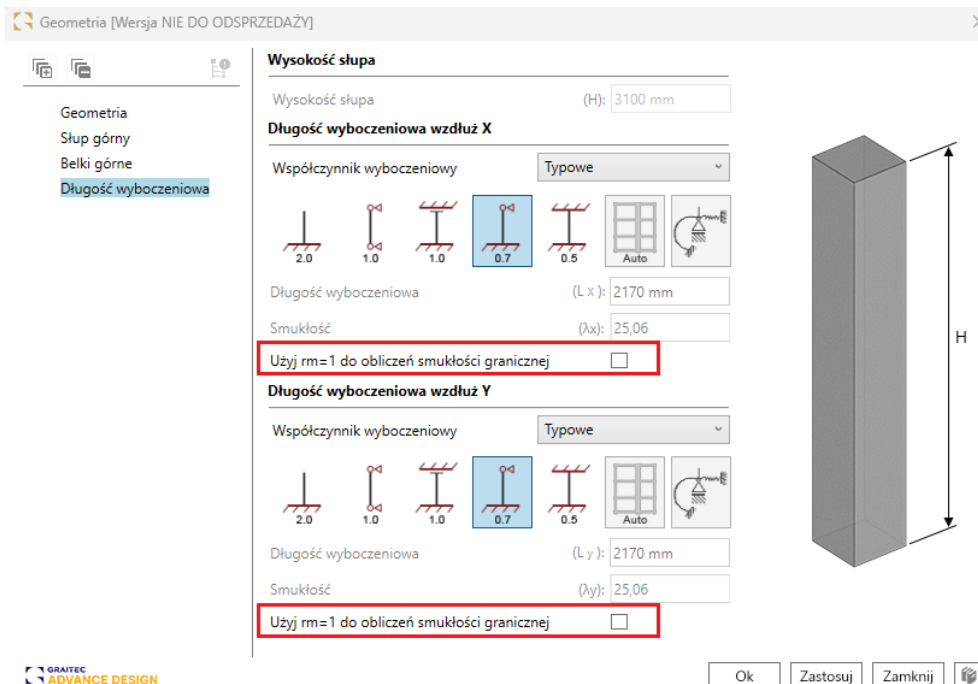 Geometria [Wersja NIE DO ODSPRZEDAŻY]
Geometria
Słup górny
Belki górne
Długość wyboczeniowa
Wysokość słupa
Wysokość słupa (H): 3100 mm
Długość wyboczeniowa wzdłuż X
Współczynnik wyboczeniowy Typowe
2.0 1.0 1.0 0.7 0.5 Auto
Długość wyboczeniowa (L x ): 2170 mm
Smukłość (λx): 25,06
Użyj rm=1 do obliczeń smukłości granicznej
Długość wyboczeniowa wzdłuż Y
Współczynnik wyboczeniowy Typowe
2.0 1.0 1.0 0.7 0.5 Auto
Długość wyboczeniowa (L y ): 2170 mm
Smukłość (λy): 25,06
Użyj rm=1 do obliczeń smukłości granicznej
H
GRAITEC
ADVANCE DESIGN
Ok Zastosuj Zamknij